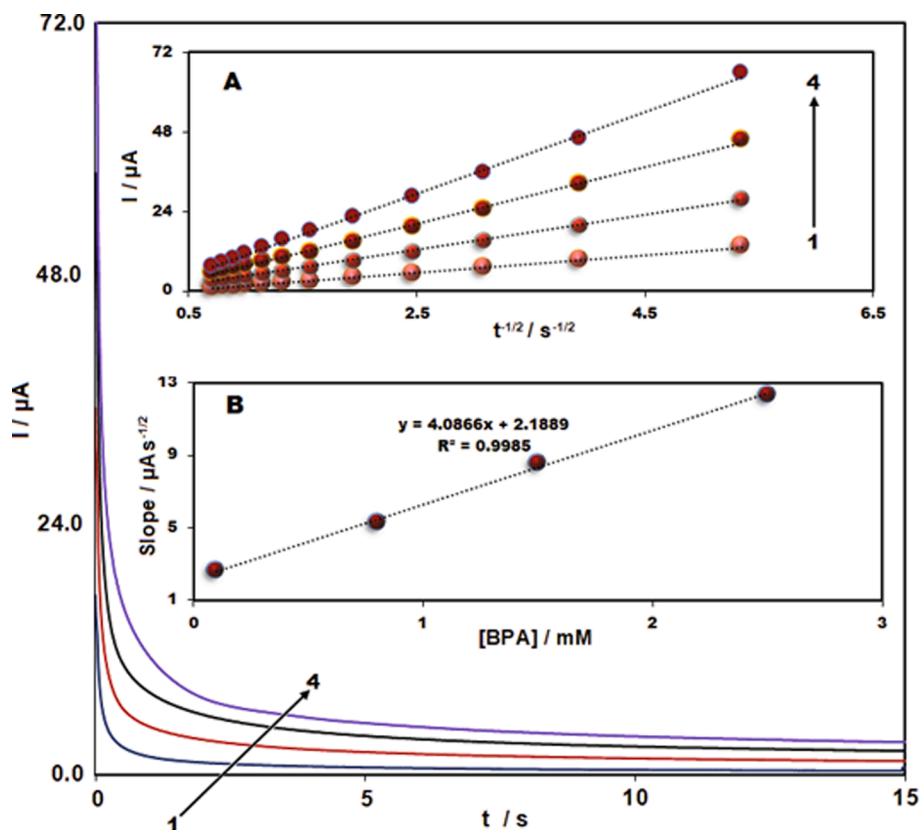 72.0
48.0
24.0
0.0
I / µA
0
5
10
15
t / s
1
4
A
72
48
24
0
I / µA
0.5
2.5
4.5
6.5
t-1/2 / s-1/2
4
1
B
y = 4.0866x + 2.1889
R² = 0.9985
13
9
5
1
Slope / µA s-1/2
0
1
2
3
[BPA] / mM